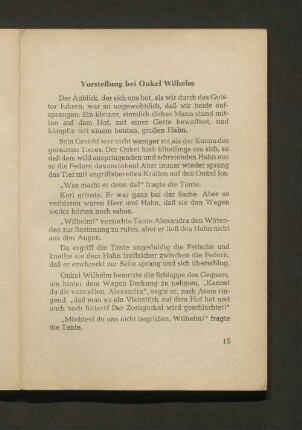 Vorstellung bei Onkel Wilhelm
Der Anblick, der sich uns bot, als wir durch das Guts-
tor fuhren, war so ungewöhnlich, daß wir beide auf-
sprangen: Ein kleiner, ziemlich dicker Mann stand mit-
ten auf dem Hof, mit einer Gerte bewaffnet, und
kämpfte mit einem bunten, großen Hahn.
Sein Gesicht war nicht weniger rot als der Kamm des
gereizten Tieres. Der Onkel hieb blindlings um sich, so
daß dem wild anspringenden und schreienden Hahn nur
so die Federn davonstoben! Aber immer wieder sprang
das Tier mit angriffsbereiten Krallen auf den Onkel los.
„Was macht er denn da?“ fragte die Tante.
Karl grinste. Er war ganz bei der Sache. Aber so
verbissen waren Herr und Hahn, daß sie den Wagen
weder hörten noch sahen.
„Wilhelm!“ versuchte Tante Alexandra den Wüten-
den zur Besinnung zu rufen, aber er ließ den Hahn nicht
aus den Augen.
Da ergriff die Tante ungeduldig die Peitsche und
knallte sie dem Hahn treffsicher zwischen die Federn,
daß er erschreckt zur Seite sprang und sich überschlug.
Onkel Wilhelm benutzte die Schlappe des Gegners,
um hinter dem Wagen Deckung zu nehmen. „Kannst
du dir vorstellen, Alexandra“, sagte er, nach Atem rin-
gend, „daß man so ein Viehstück auf dem Hof hat und
auch noch füttert? Der Zorngockel wird geschlachtet!“
„Möchtest du uns nicht begrüßen, Wilhelm?“ fragte
die Tante.
15